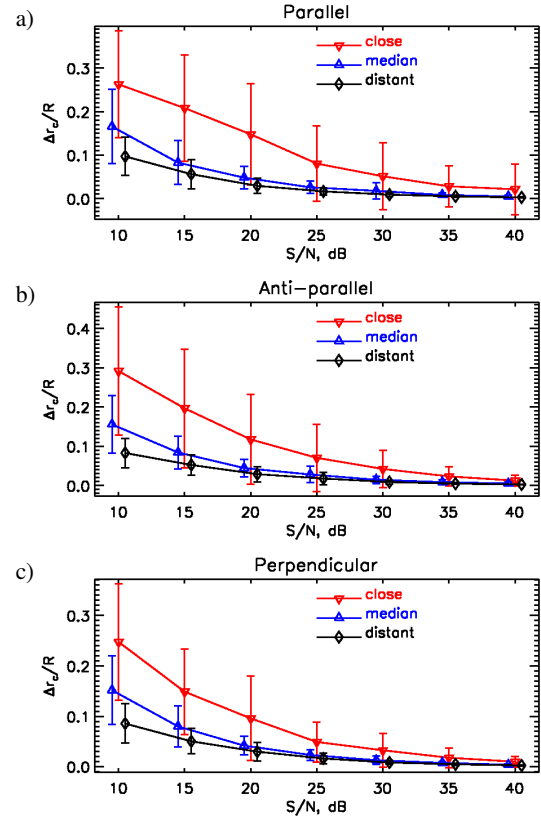 a)
Parallel
close
median
distant
0.3
0.2
0.1
0.0
Δr_c/R
10 15 20 25 30 35 40
S/N, dB
b)
Anti-parallel
close
median
distant
0.4
0.3
0.2
0.1
0.0
Δr_c/R
10 15 20 25 30 35 40
S/N, dB
c)
Perpendicular
close
median
distant
0.3
0.2
0.1
0.0
Δr_c/R
10 15 20 25 30 35 40
S/N, dB